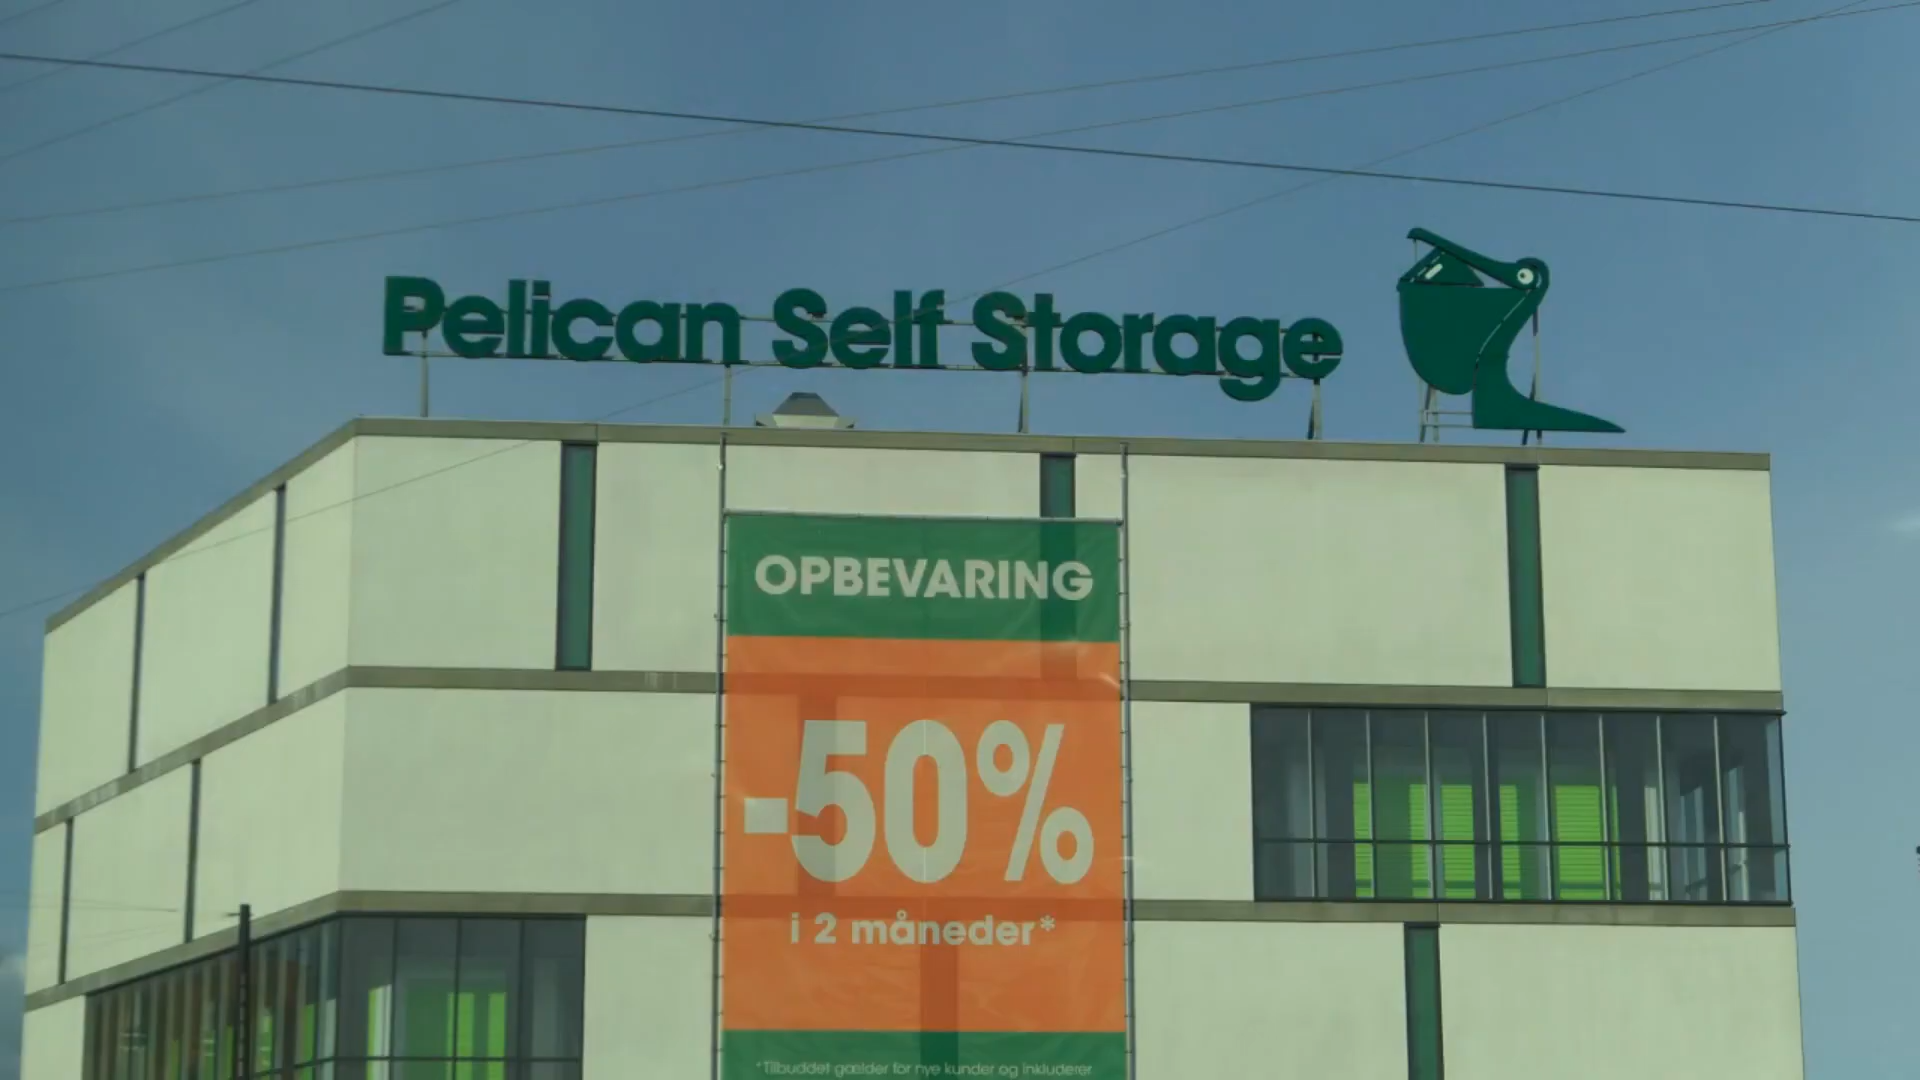 Pelican Self Storage
OPBEVARING
-50%
i 2 måneder*
*Tilbuddet gælder for nye kunder og inkluderer